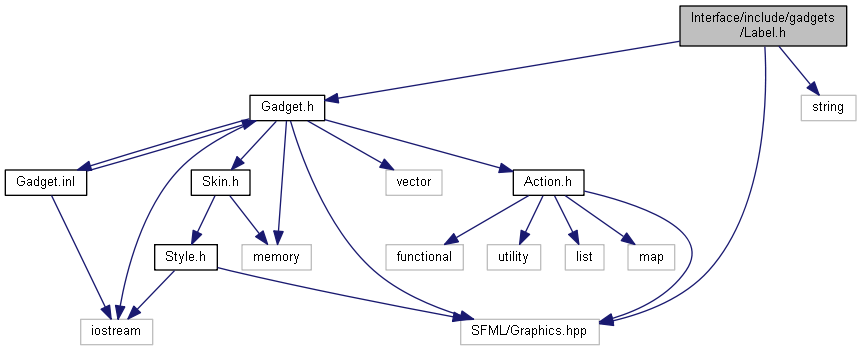 Interface/include/gadgets
/Label.h
Gadget.h
string
Gadget.inl
Skin.h
vector
Action.h
Style.h
memory
functional
utility
list
map
iostream
SFML/Graphics.hpp